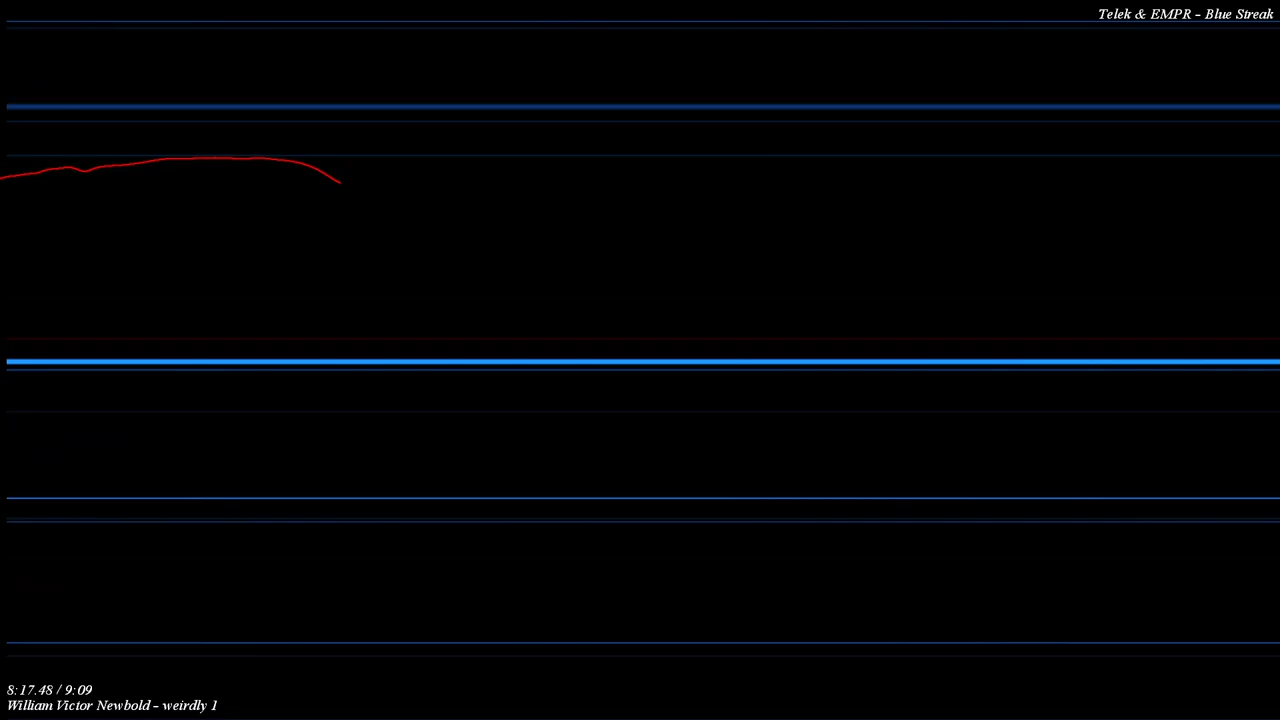 Telek & EMPR - Blue Streak
8:17.48 / 9:09
William Victor Newbold - weirdly 1